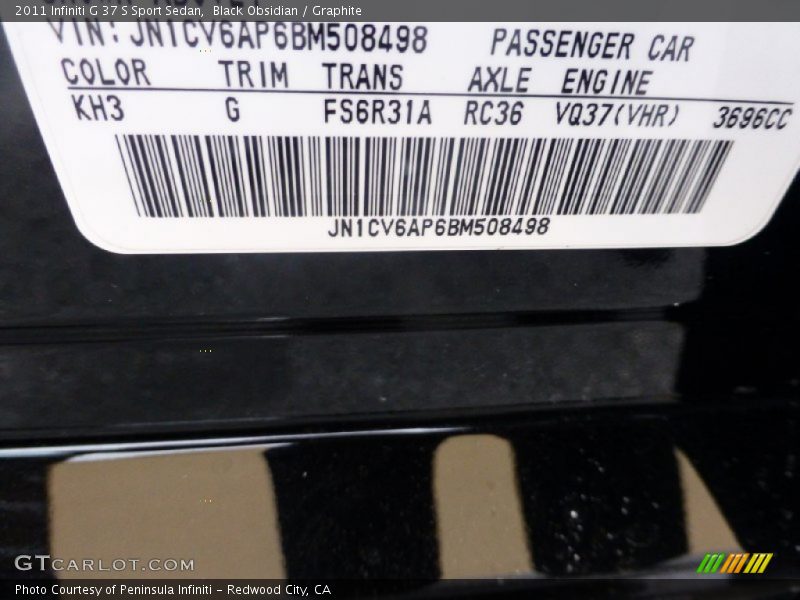 2011 Infiniti G 37 S Sport Sedan,  Black Obsidian / Graphite
VIN: JN1CV6AP6BM508498 PASSENGER CAR
COLOR TRIM TRANS AXLE ENGINE
KH3 G FS6R31A RC36 VQ37(VHR) 3696CC
JN1CV6AP6BM508498
GTCARLOT.COM
Photo Courtesy of Peninsula Infiniti - Redwood City, CA